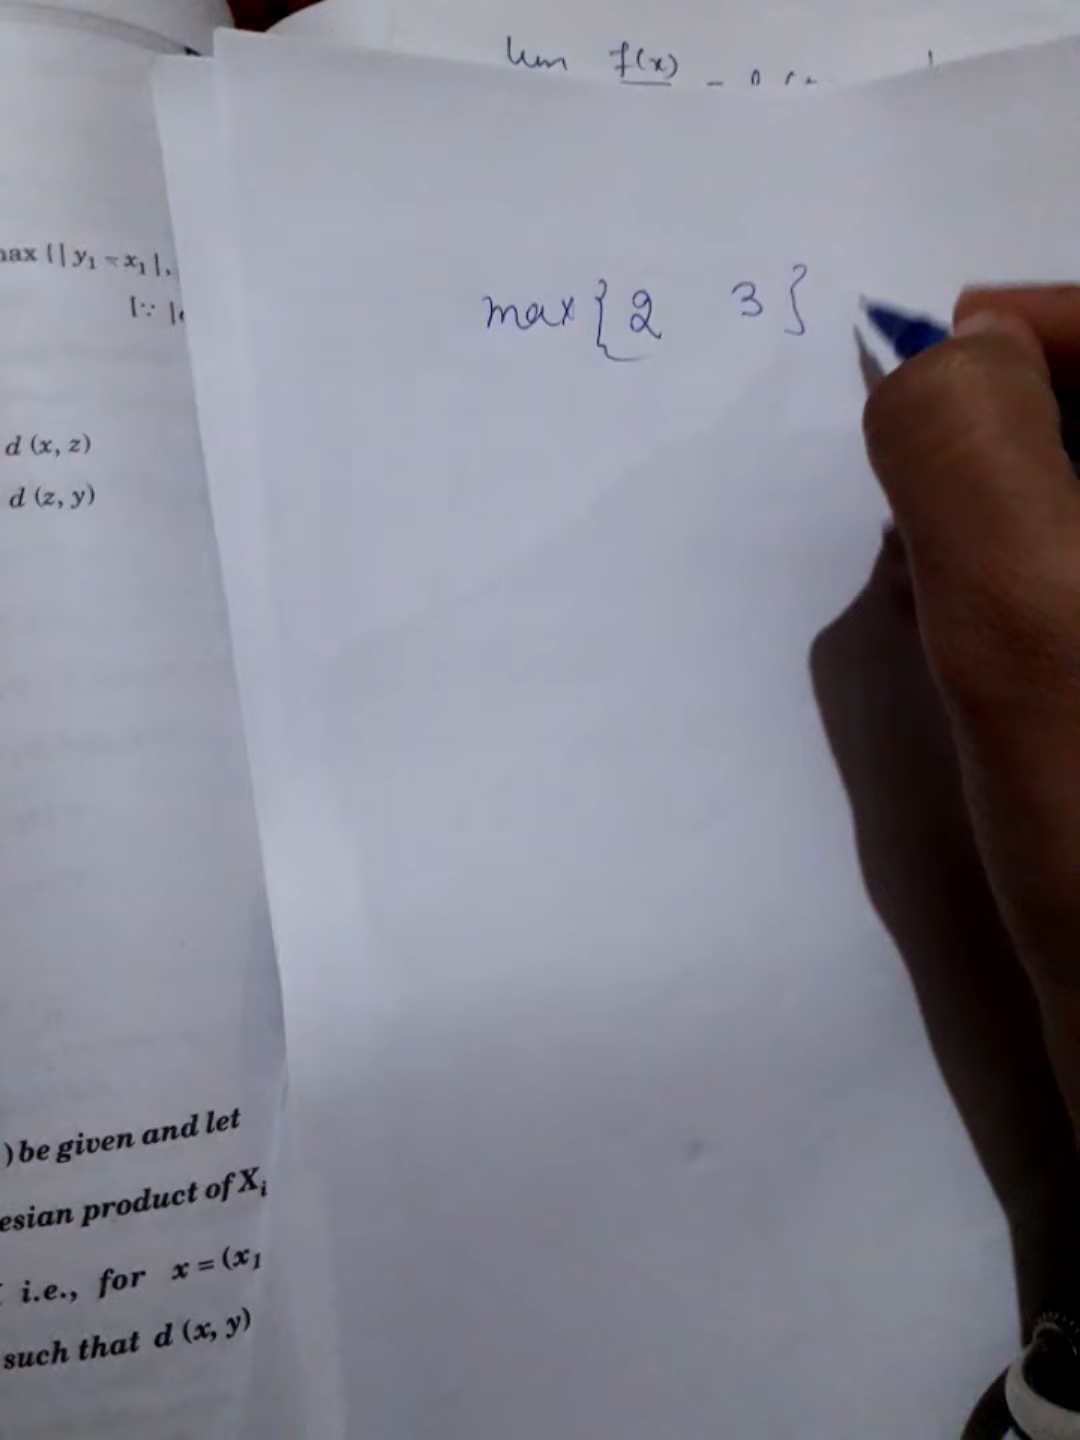 lim f(x)
max {2 3}
max {| y₁ – x₁ |,
[∵
d (x, z)
d (z, y)
) be given and let
esian product of Xᵢ
i.e., for x = (x₁
such that d (x, y)